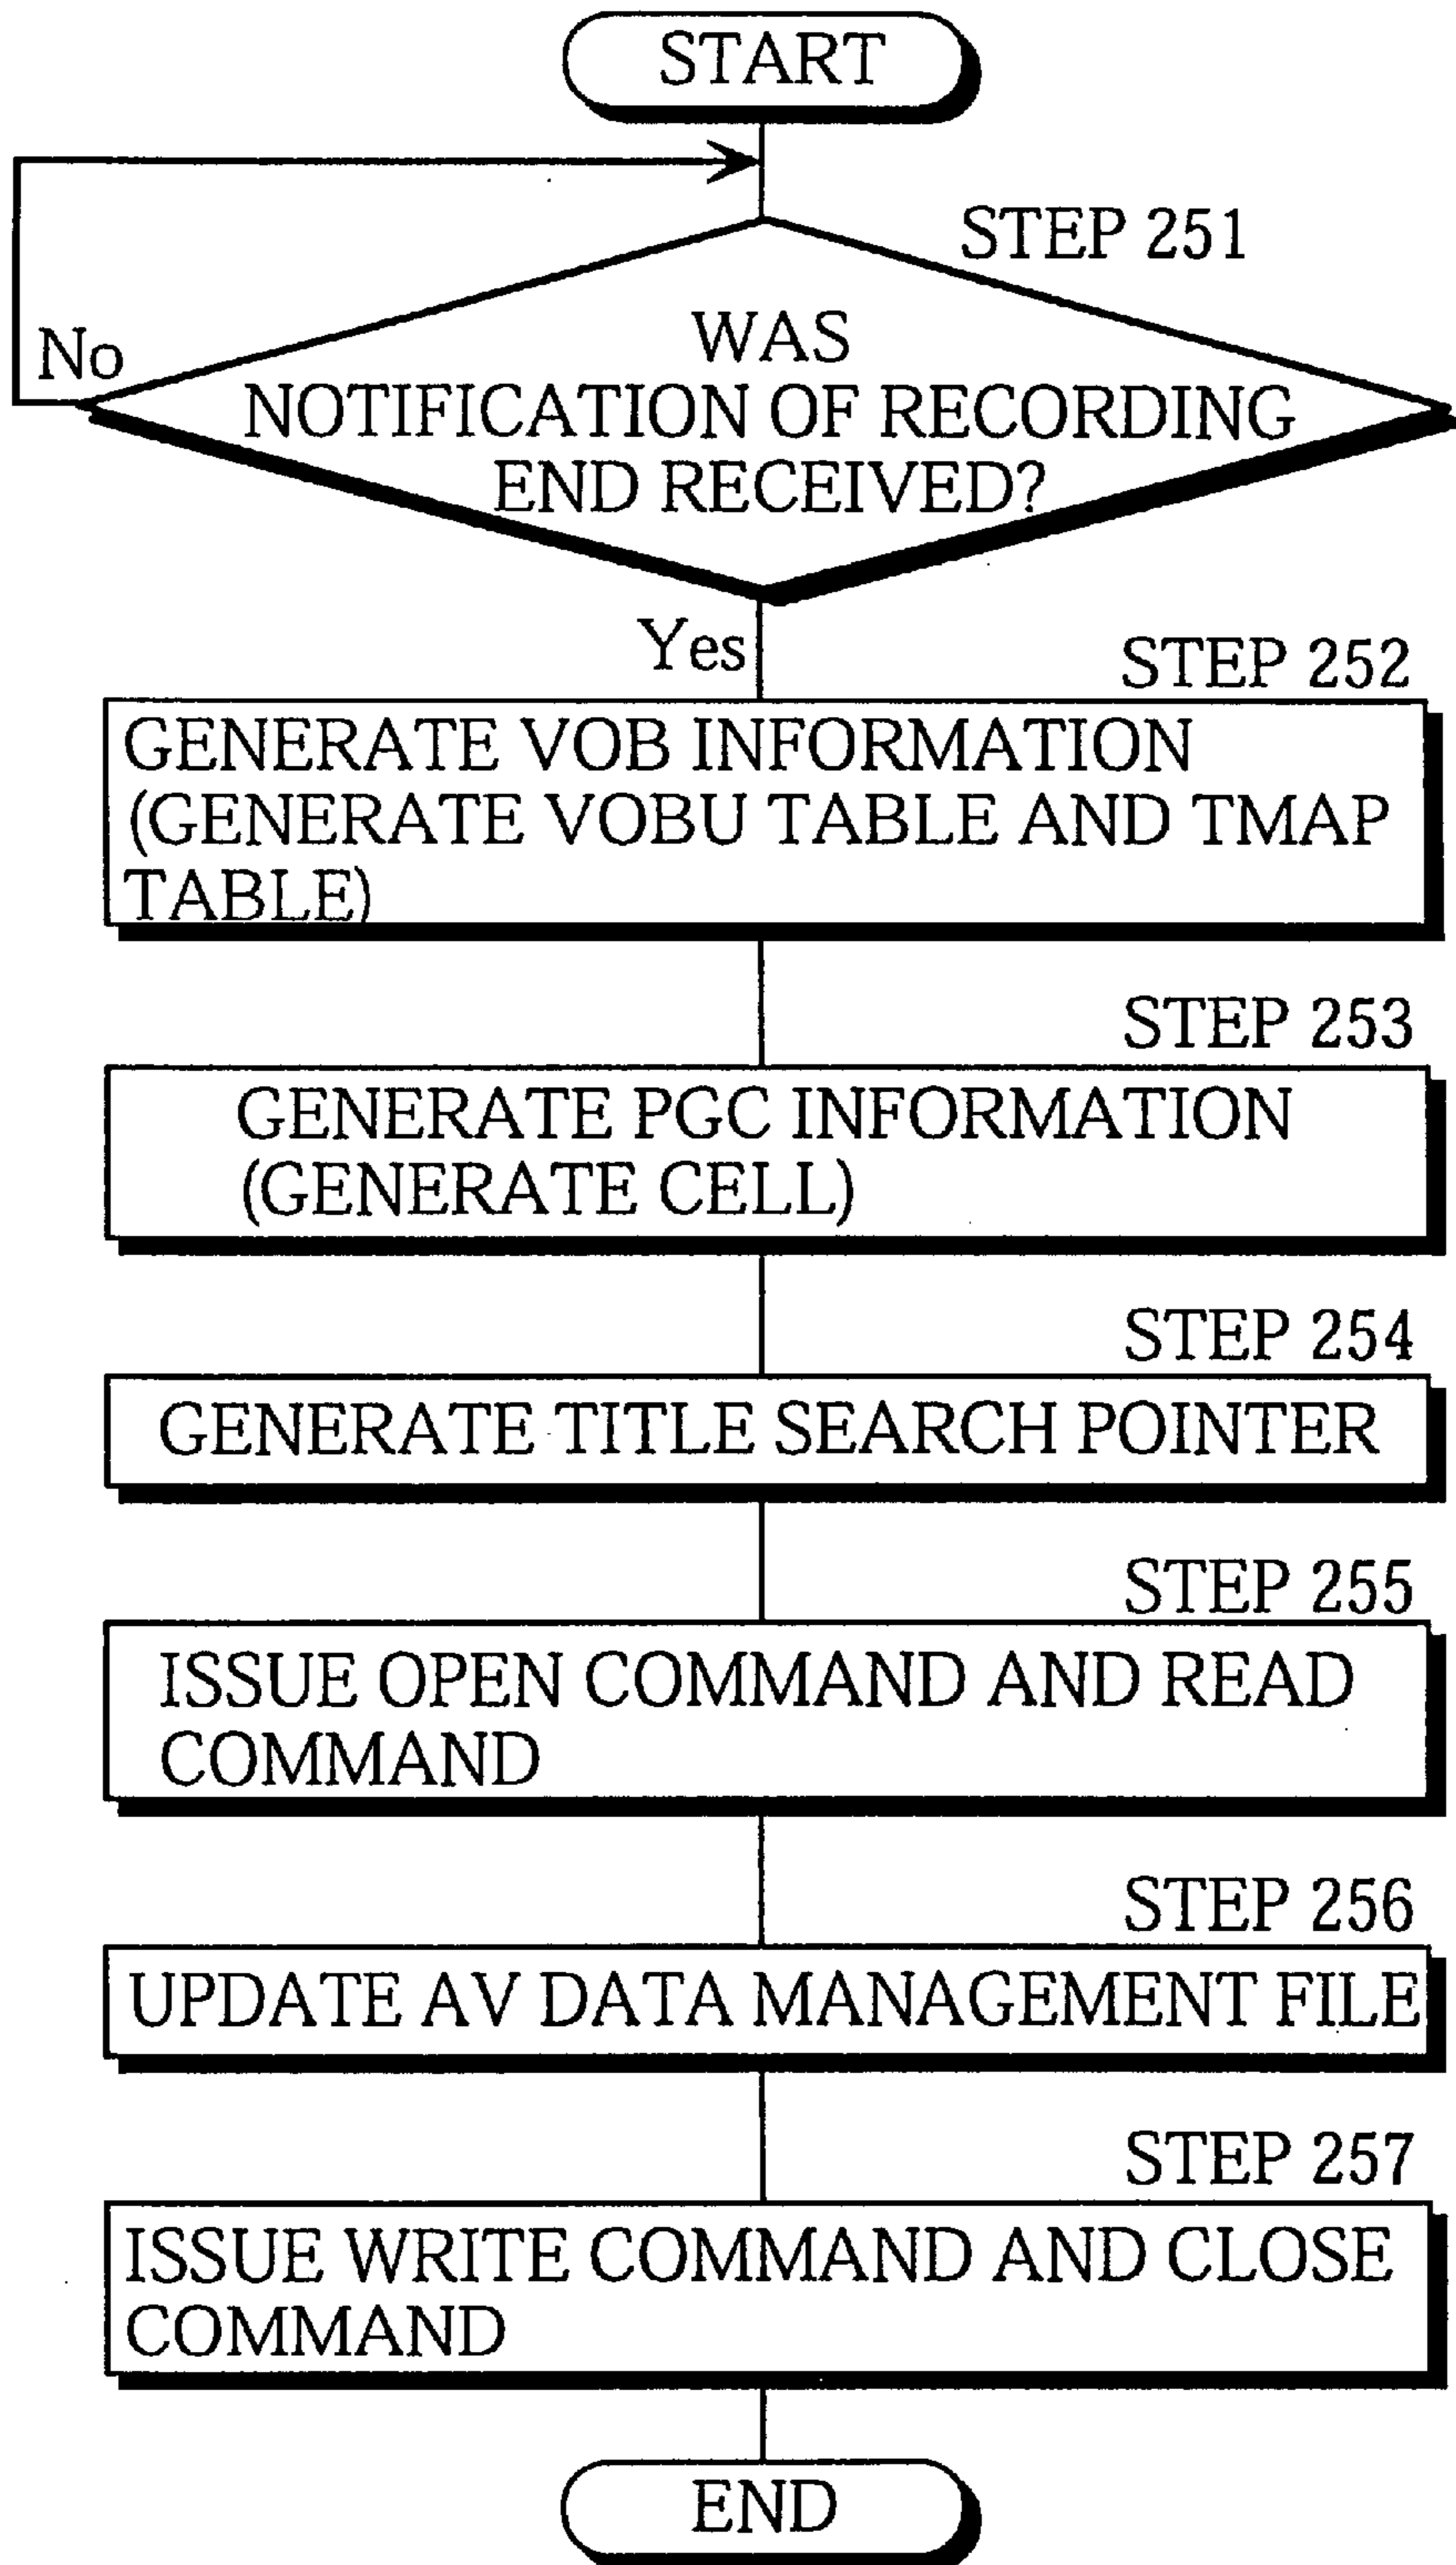 START
STEP 251
WAS
No
NOTIFICATION OF RECORDING
END RECEIVED?
Yes
STEP 252
GENERATE VOB INFORMATION
(GENERATE VOBU TABLE AND TMAP
TABLE)
STEP 253
GENERATE PGC INFORMATION
(GENERATE CELL)
STEP 254
GENERATE TITLE SEARCH POINTER
STEP 255
ISSUE OPEN COMMAND AND READ
COMMAND
STEP 256
UPDATE AV DATA MANAGEMENT FILE
STEP 257
ISSUE WRITE COMMAND AND CLOSE
COMMAND
END